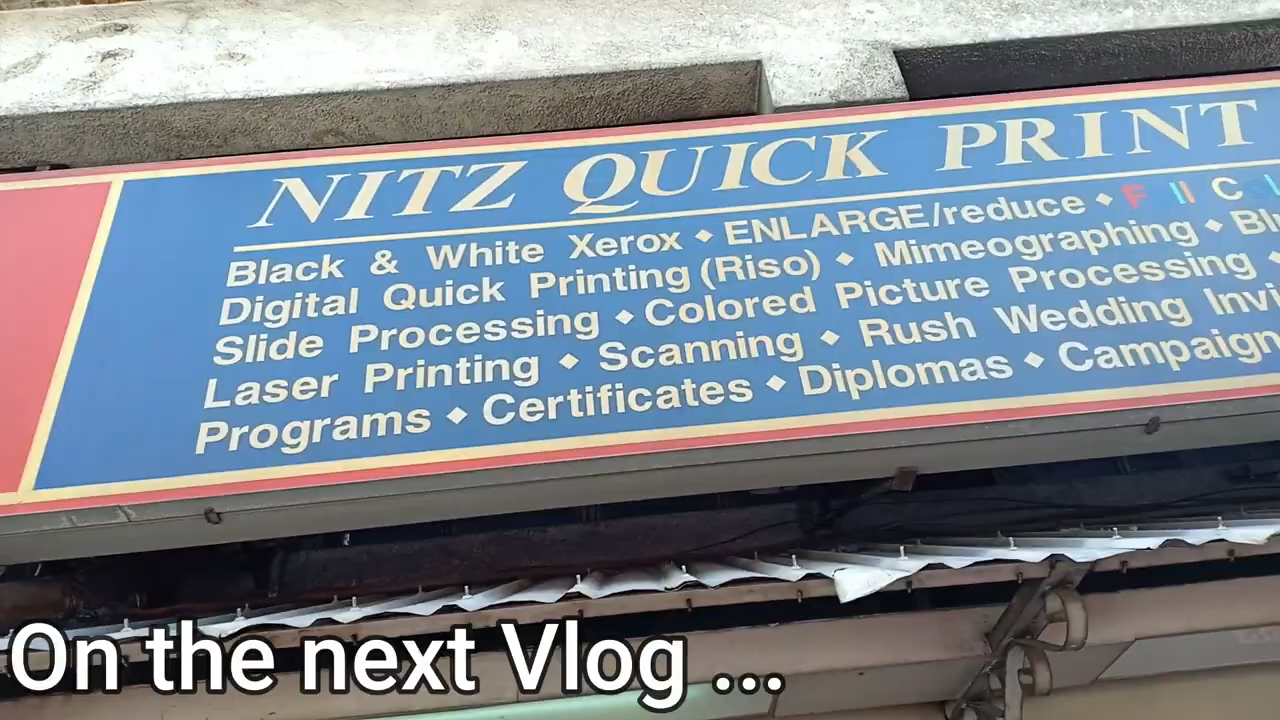 NITZ QUICK PRINT
Black & White Xerox ◆ ENLARGE/reduce ◆
Digital Quick Printing (Riso) ◆ Mimeographing ◆
Slide Processing ◆ Colored Picture Processing ◆
Laser Printing ◆ Scanning ◆ Rush Wedding
Programs ◆ Certificates ◆ Diplomas ◆ Campaign
On the next Vlog ...